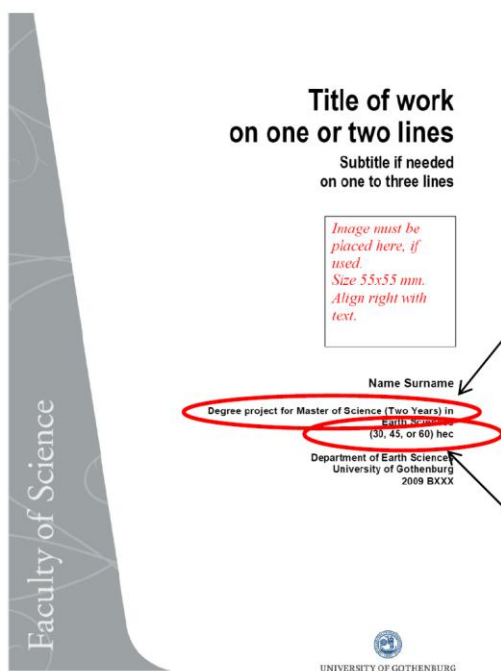 Title of work
on one or two lines
Subtitle if needed
on one to three lines
Image must be
placed here, if
used.
Size 55x55 mm.
Align right with
text.
Name Surname
Degree project for Master of Science (Two Years) in
Earth Sciences
(30, 45, or 60) hec
Department of Earth Sciences
University of Gothenburg
2009 BXXX
Faculty of Science
UNIVERSITY OF GOTHENBURG